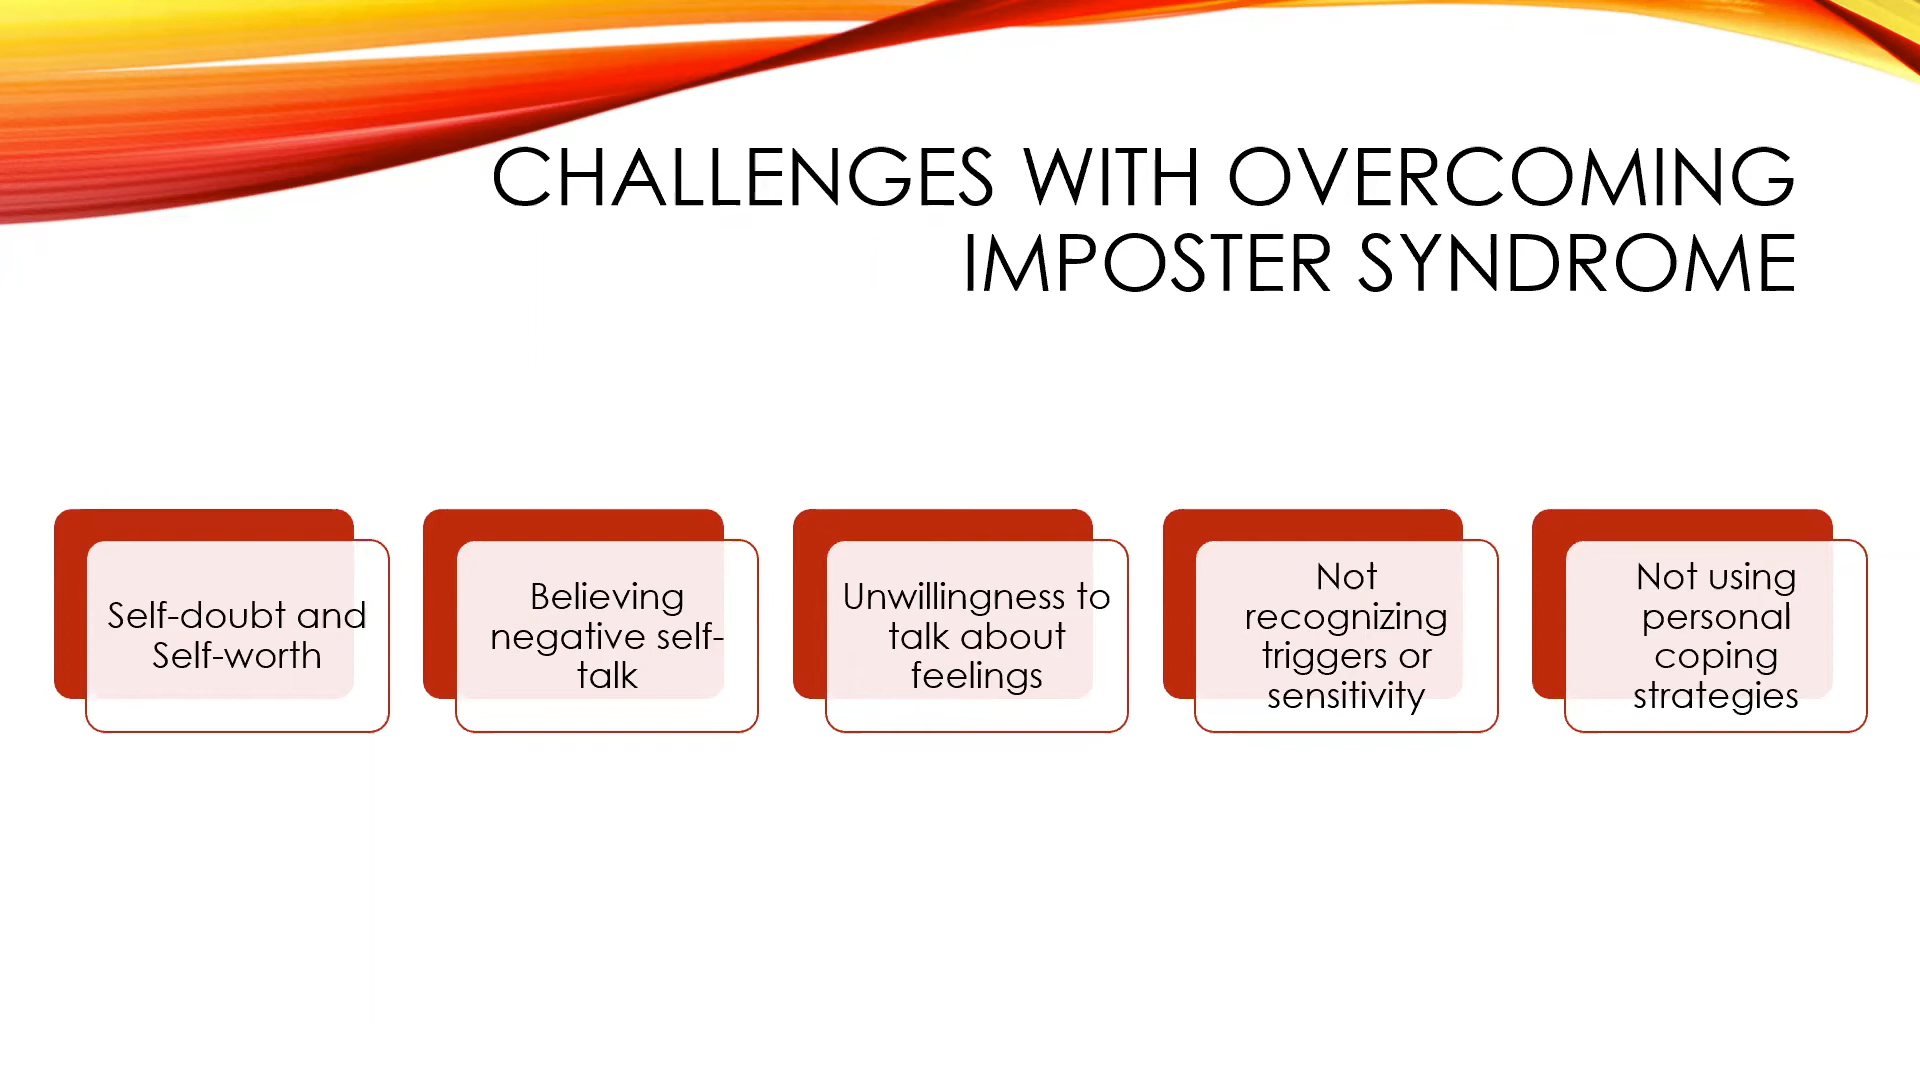 CHALLENGES WITH OVERCOMING
IMPOSTER SYNDROME
Self-doubt and
Self-worth
Believing
negative self-
talk
Unwillingness to
talk about
feelings
Not
recognizing
triggers or
sensitivity
Not using
personal
coping
strategies